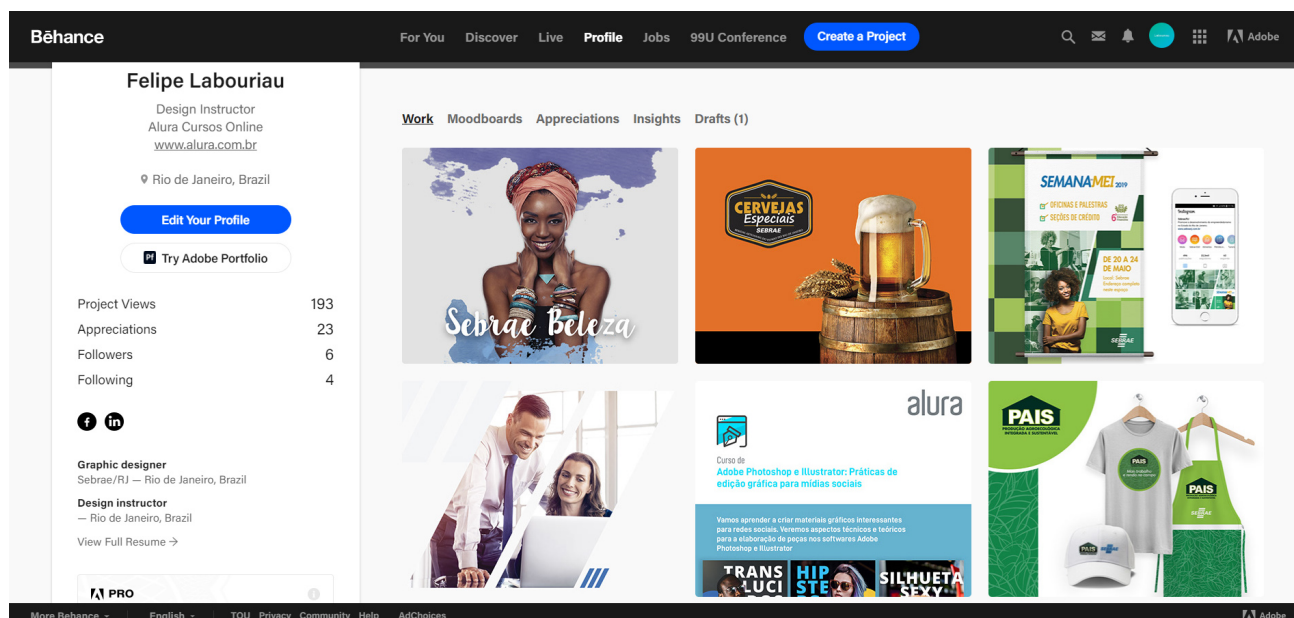 Bēhance
For You Discover Live Profile Jobs 99U Conference Create a Project
Adobe
Felipe Labouriau
Design Instructor
Alura Cursos Online
www.alura.com.br
Rio de Janeiro, Brazil
Edit Your Profile
Pf Try Adobe Portfolio
Project Views 193
Appreciations 23
Followers 6
Following 4
Graphic designer
Sebrae/RJ — Rio de Janeiro, Brazil
Design instructor
— Rio de Janeiro, Brazil
View Full Resume →
PRO
Work Moodboards Appreciations Insights Drafts (1)
Sebrae Beleza
CERVEJAS
Especiais
SEBRAE
SEMANA MEI 2019
OFICINAS E PALESTRAS
SEÇÕES DE CRÉDITO
DE 20 A 24
DE MAIO
SEBRAE
alura
Curso de
Adobe Photoshop e Illustrator: Práticas de
edição gráfica para mídias sociais
Vamos aprender a criar materiais gráficos interessantes
para redes sociais. Veremos aspectos técnicos e teóricos
para a elaboração de peças nos softwares Adobe
Photoshop e Illustrator
TRANS
LUCI
HIP
STE
SILHUETA
SEXY
PAIS
PRODUÇÃO AGROECOLÓGICA
INTEGRADA E SUSTENTÁVEL
PAIS
PAIS
SEBRAE
PAIS
More Behance English TOU Privacy Community Help AdChoices
Adobe